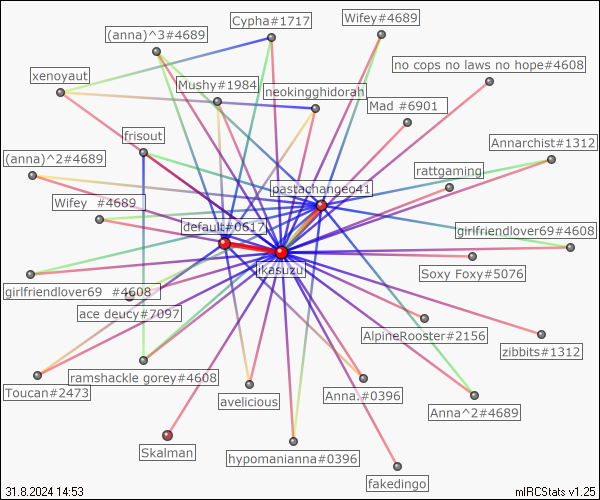 Cypha#1717
Wifey#4689
(anna)^3#4689
no cops no laws no hope#4608
xenoyaut
Mushy#1984
neokingghidorah
Mad #6901
frisout
Annarchist#1312
(anna)^2#4689
rattgaming
pastachangeo41
Wifey #4689
default#0617
girlfriendlover69#4608
ikasuzu
Soxy Foxy#5076
girlfriendlover69 #4608
ace deucy#7097
AlpineRooster#2156
zibbits#1312
ramshackle gorey#4608
Toucan#2473
avelicious
Anna.#0396
Anna^2#4689
Skalman
hypomanianna#0396
fakedingo
31.8.2024 14:53
mIRCStats v1.25